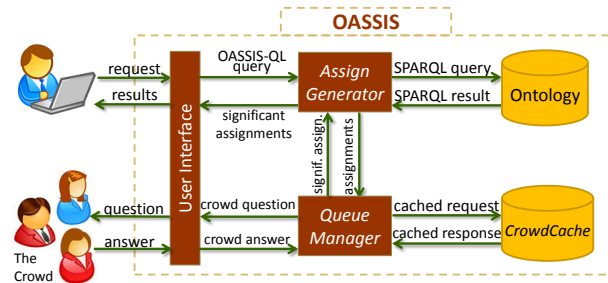 OASSIS
request
results
User Interface
OASSIS-QL
query
significant
assignments
Assign
Generator
SPARQL query
SPARQL result
Ontology
signif. assign.
assignments
question
answer
The
Crowd
crowd question
crowd answer
Queue
Manager
cached request
cached response
CrowdCache